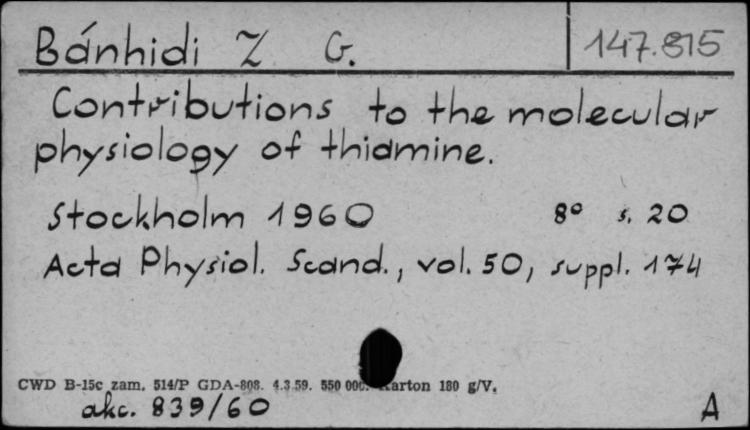 Bánhidi Z G. 147.815
Contributions to the molecular
physiology of thiamine.
Stockholm 1960 8° s. 20
Acta Physiol. Scand., vol. 50, suppl. 174
CWD B-15c zam. 514/P GDA-808. 4.3.59. 550 000. Karton 180 g/V.
akc. 839/60 A